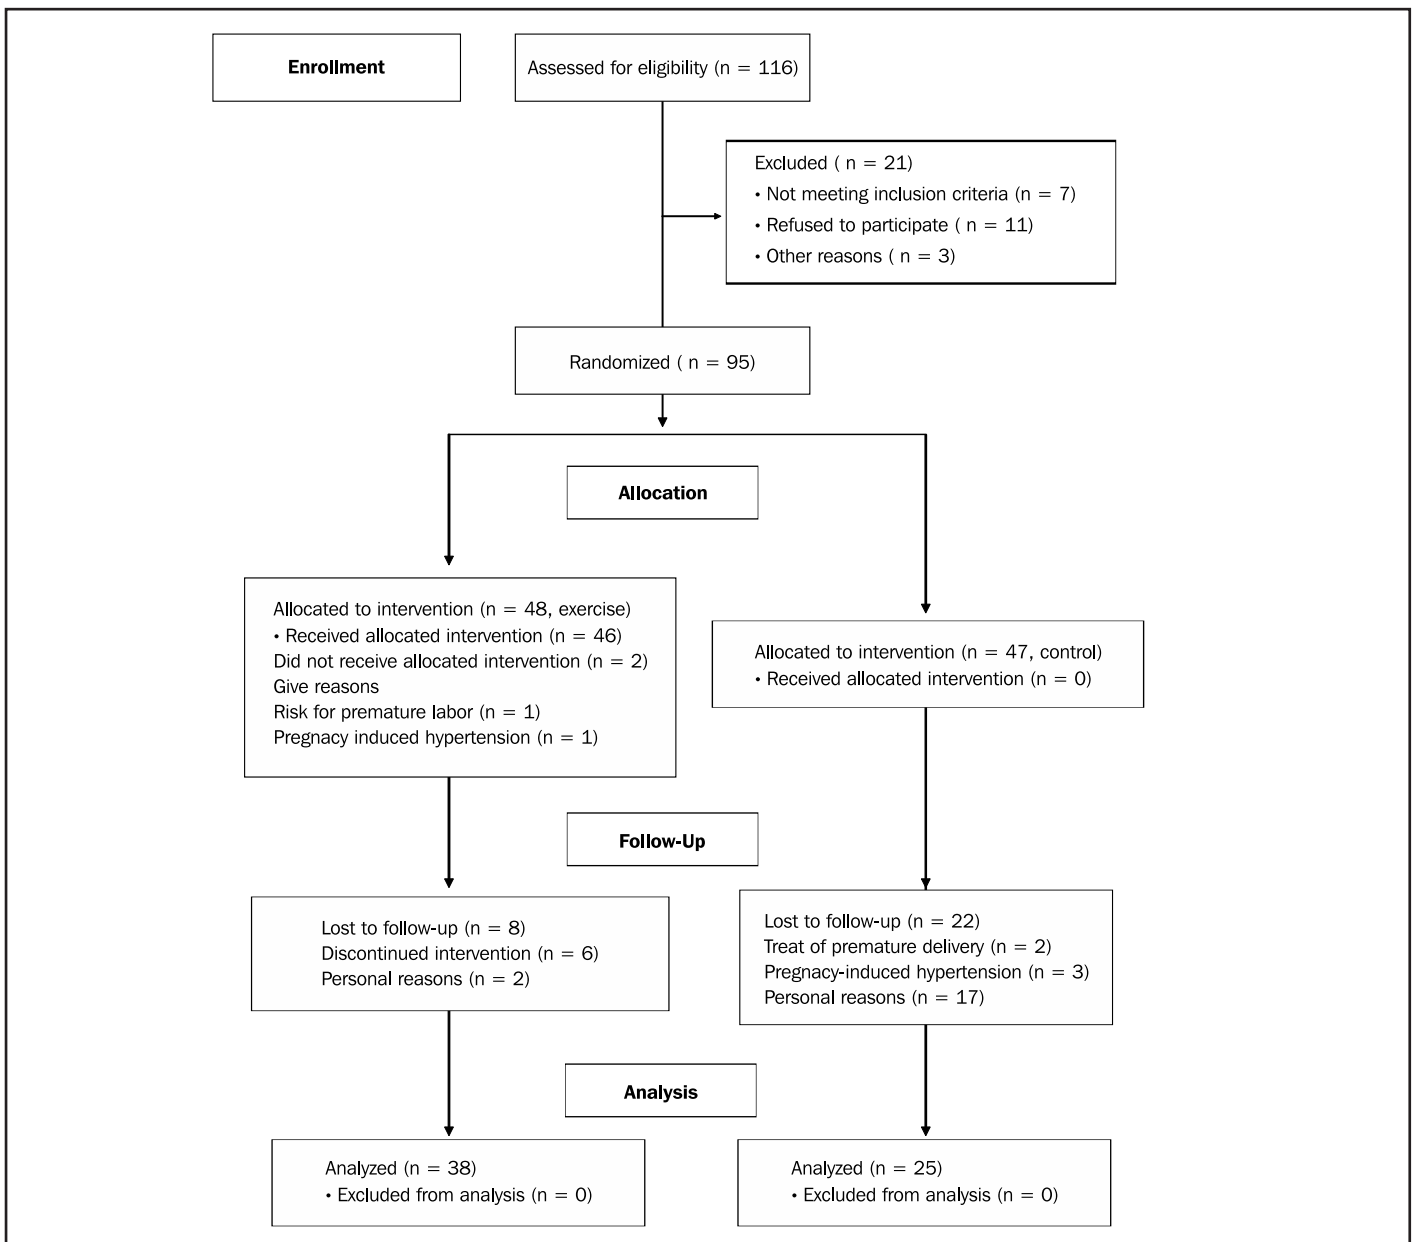 Enrollment
Assessed for eligibility (n = 116)
Excluded ( n = 21)
• Not meeting inclusion criteria (n = 7)
• Refused to participate ( n = 11)
• Other reasons ( n = 3)
Randomized ( n = 95)
Allocation
Allocated to intervention (n = 48, exercise)
• Received allocated intervention (n = 46)
Did not receive allocated intervention (n = 2)
Give reasons
Risk for premature labor (n = 1)
Pregnacy induced hypertension (n = 1)
Allocated to intervention (n = 47, control)
• Received allocated intervention (n = 0)
Follow-Up
Lost to follow-up (n = 8)
Discontinued intervention (n = 6)
Personal reasons (n = 2)
Lost to follow-up (n = 22)
Treat of premature delivery (n = 2)
Pregnancy-induced hypertension (n = 3)
Personal reasons (n = 17)
Analysis
Analyzed (n = 38)
• Excluded from analysis (n = 0)
Analyzed (n = 25)
• Excluded from analysis (n = 0)